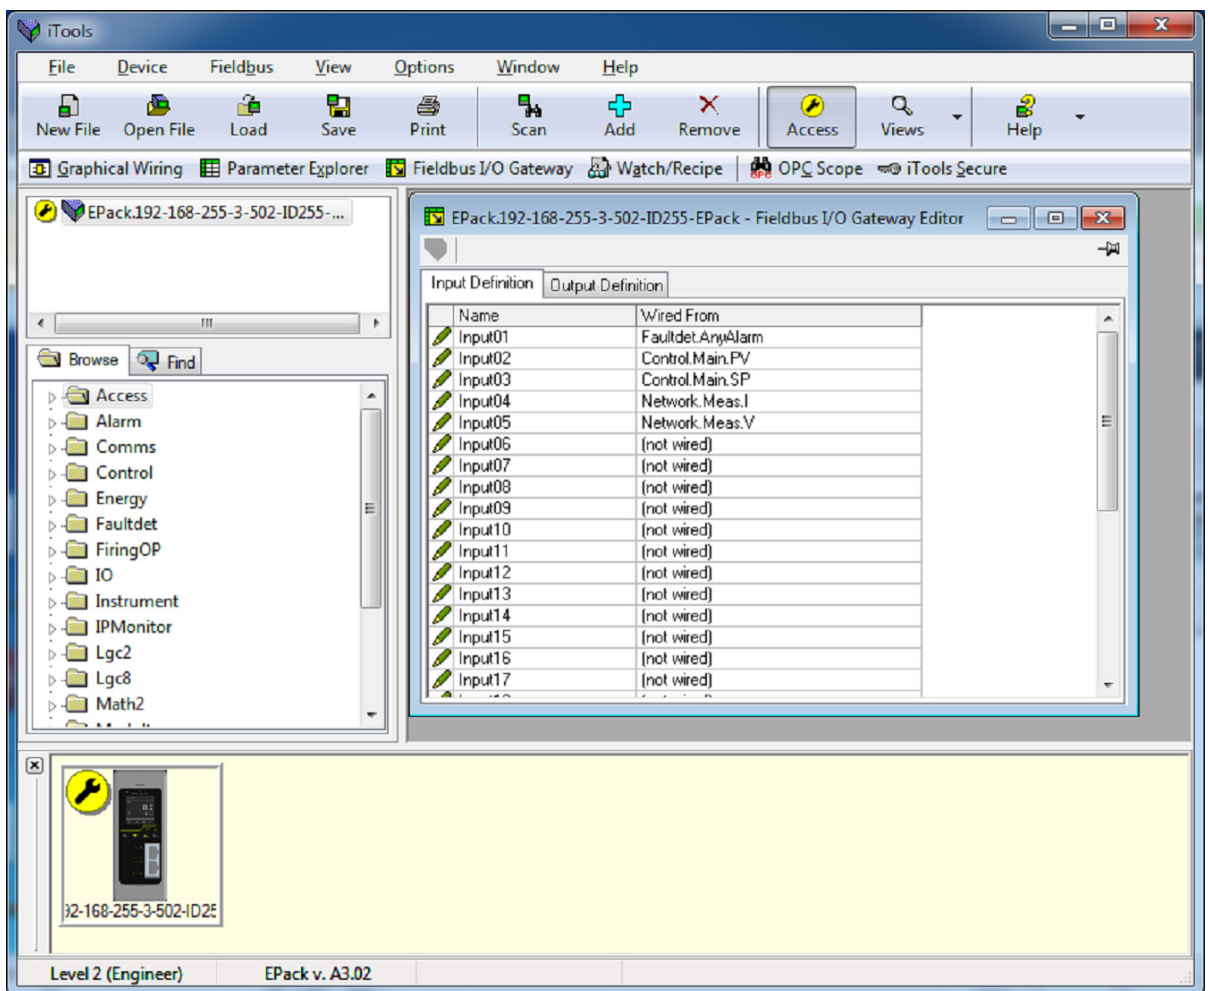 iTools
File Device Fieldbus View Options Window Help
New File Open File Load Save Print Scan Add Remove Access Views Help
Graphical Wiring Parameter Explorer Fieldbus I/O Gateway Watch/Recipe OPC Scope iTools Secure
EPack.192-168-255-3-502-ID255-...
EPack.192-168-255-3-502-ID255-EPack - Fieldbus I/O Gateway Editor
Input Definition Output Definition
Name Wired From
Input01 Faultdet.AnyAlarm
Input02 Control.Main.PV
Input03 Control.Main.SP
Input04 Network.Meas.I
Input05 Network.Meas.V
Input06 (not wired)
Input07 (not wired)
Input08 (not wired)
Input09 (not wired)
Input10 (not wired)
Input11 (not wired)
Input12 (not wired)
Input13 (not wired)
Input14 (not wired)
Input15 (not wired)
Input16 (not wired)
Input17 (not wired)
Browse Find
Access
Alarm
Comms
Control
Energy
Faultdet
FiringOP
IO
Instrument
IPMonitor
Lgc2
Lgc8
Math2
92-168-255-3-502-ID25
Level 2 (Engineer) EPack v. A3.02